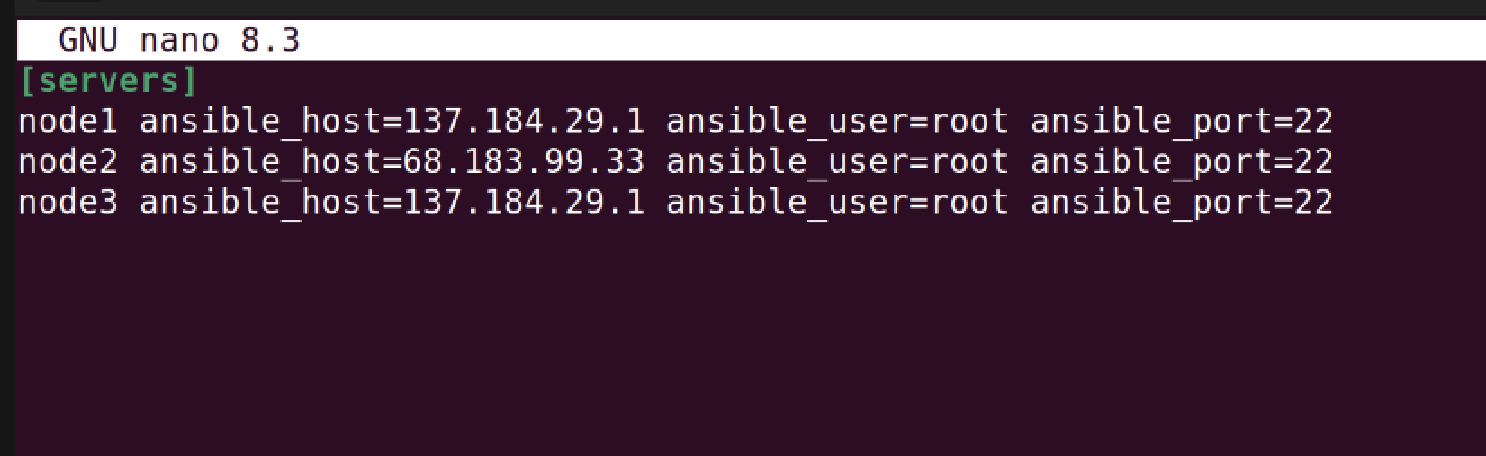 GNU nano 8.3
[servers]
node1 ansible_host=137.184.29.1 ansible_user=root ansible_port=22
node2 ansible_host=68.183.99.33 ansible_user=root ansible_port=22
node3 ansible_host=137.184.29.1 ansible_user=root ansible_port=22